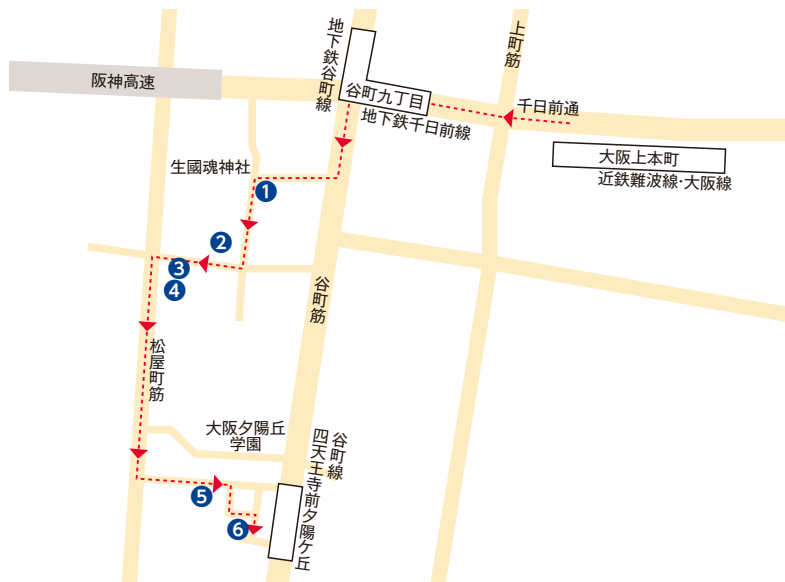 阪神高速
地下鉄谷町線
谷町九丁目
地下鉄千日前線
上町筋
千日前通
大阪上本町
近鉄難波線・大阪線
生國魂神社
1
2
3
4
谷町筋
松屋町筋
大阪夕陽丘
学園
谷町線
四天王寺前夕陽ケ丘
5
6